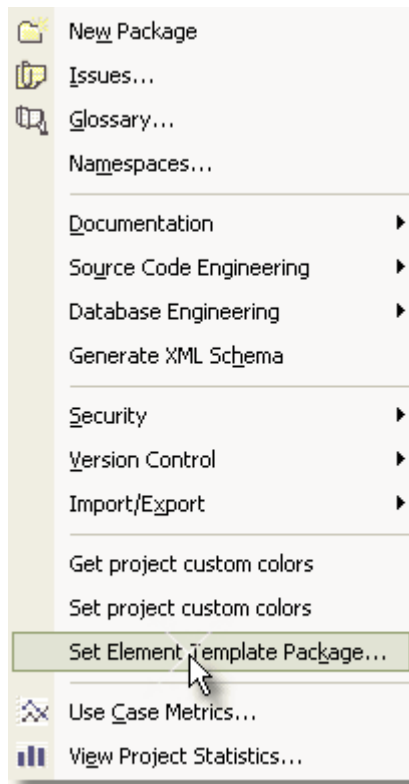 New Package
Issues...
Glossary...
Namespaces...
Documentation
Source Code Engineering
Database Engineering
Generate XML Schema
Security
Version Control
Import/Export
Get project custom colors
Set project custom colors
Set Element Template Package...
Use Case Metrics...
View Project Statistics...